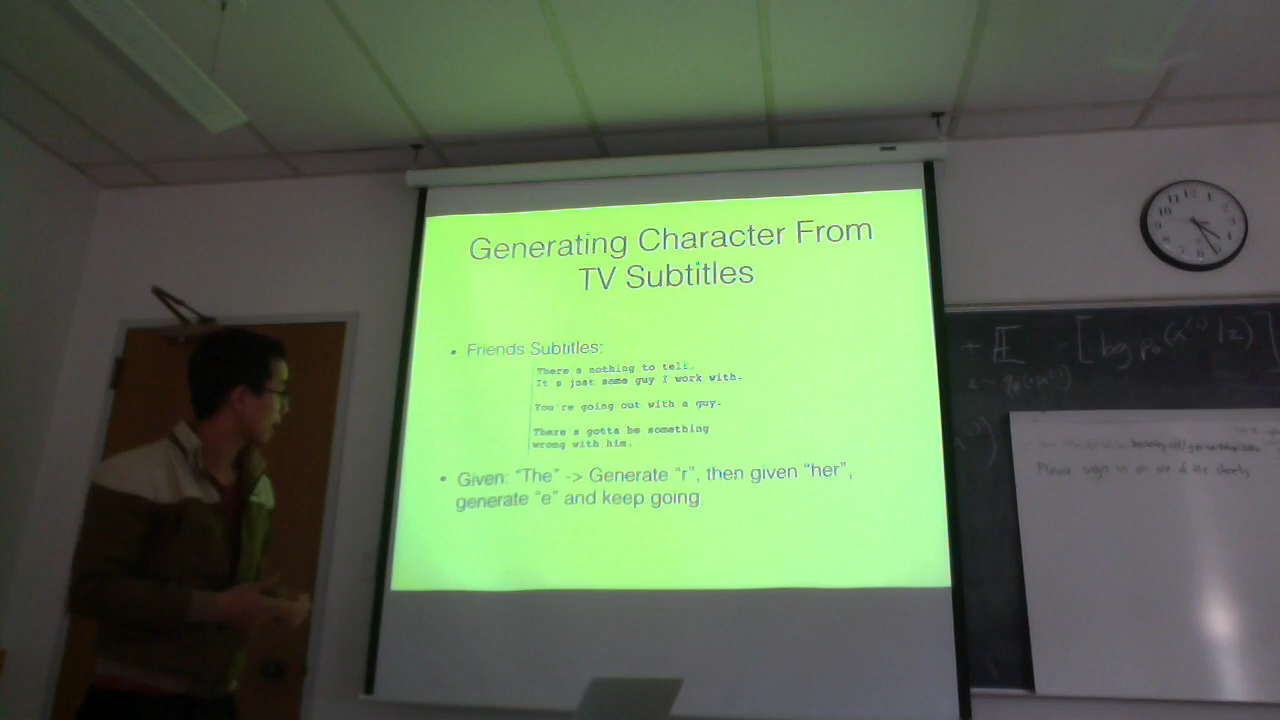 Generating Character From
TV Subtitles
• Friends Subtitles:
There s nothing to tell.
It s just some guy I work with.
You're going out with a guy.
There's gotta be something
wrong with him.
• Given: “The” -> Generate “r”, then given “her”,
generate “e” and keep going
Please sign in on one of the sheets